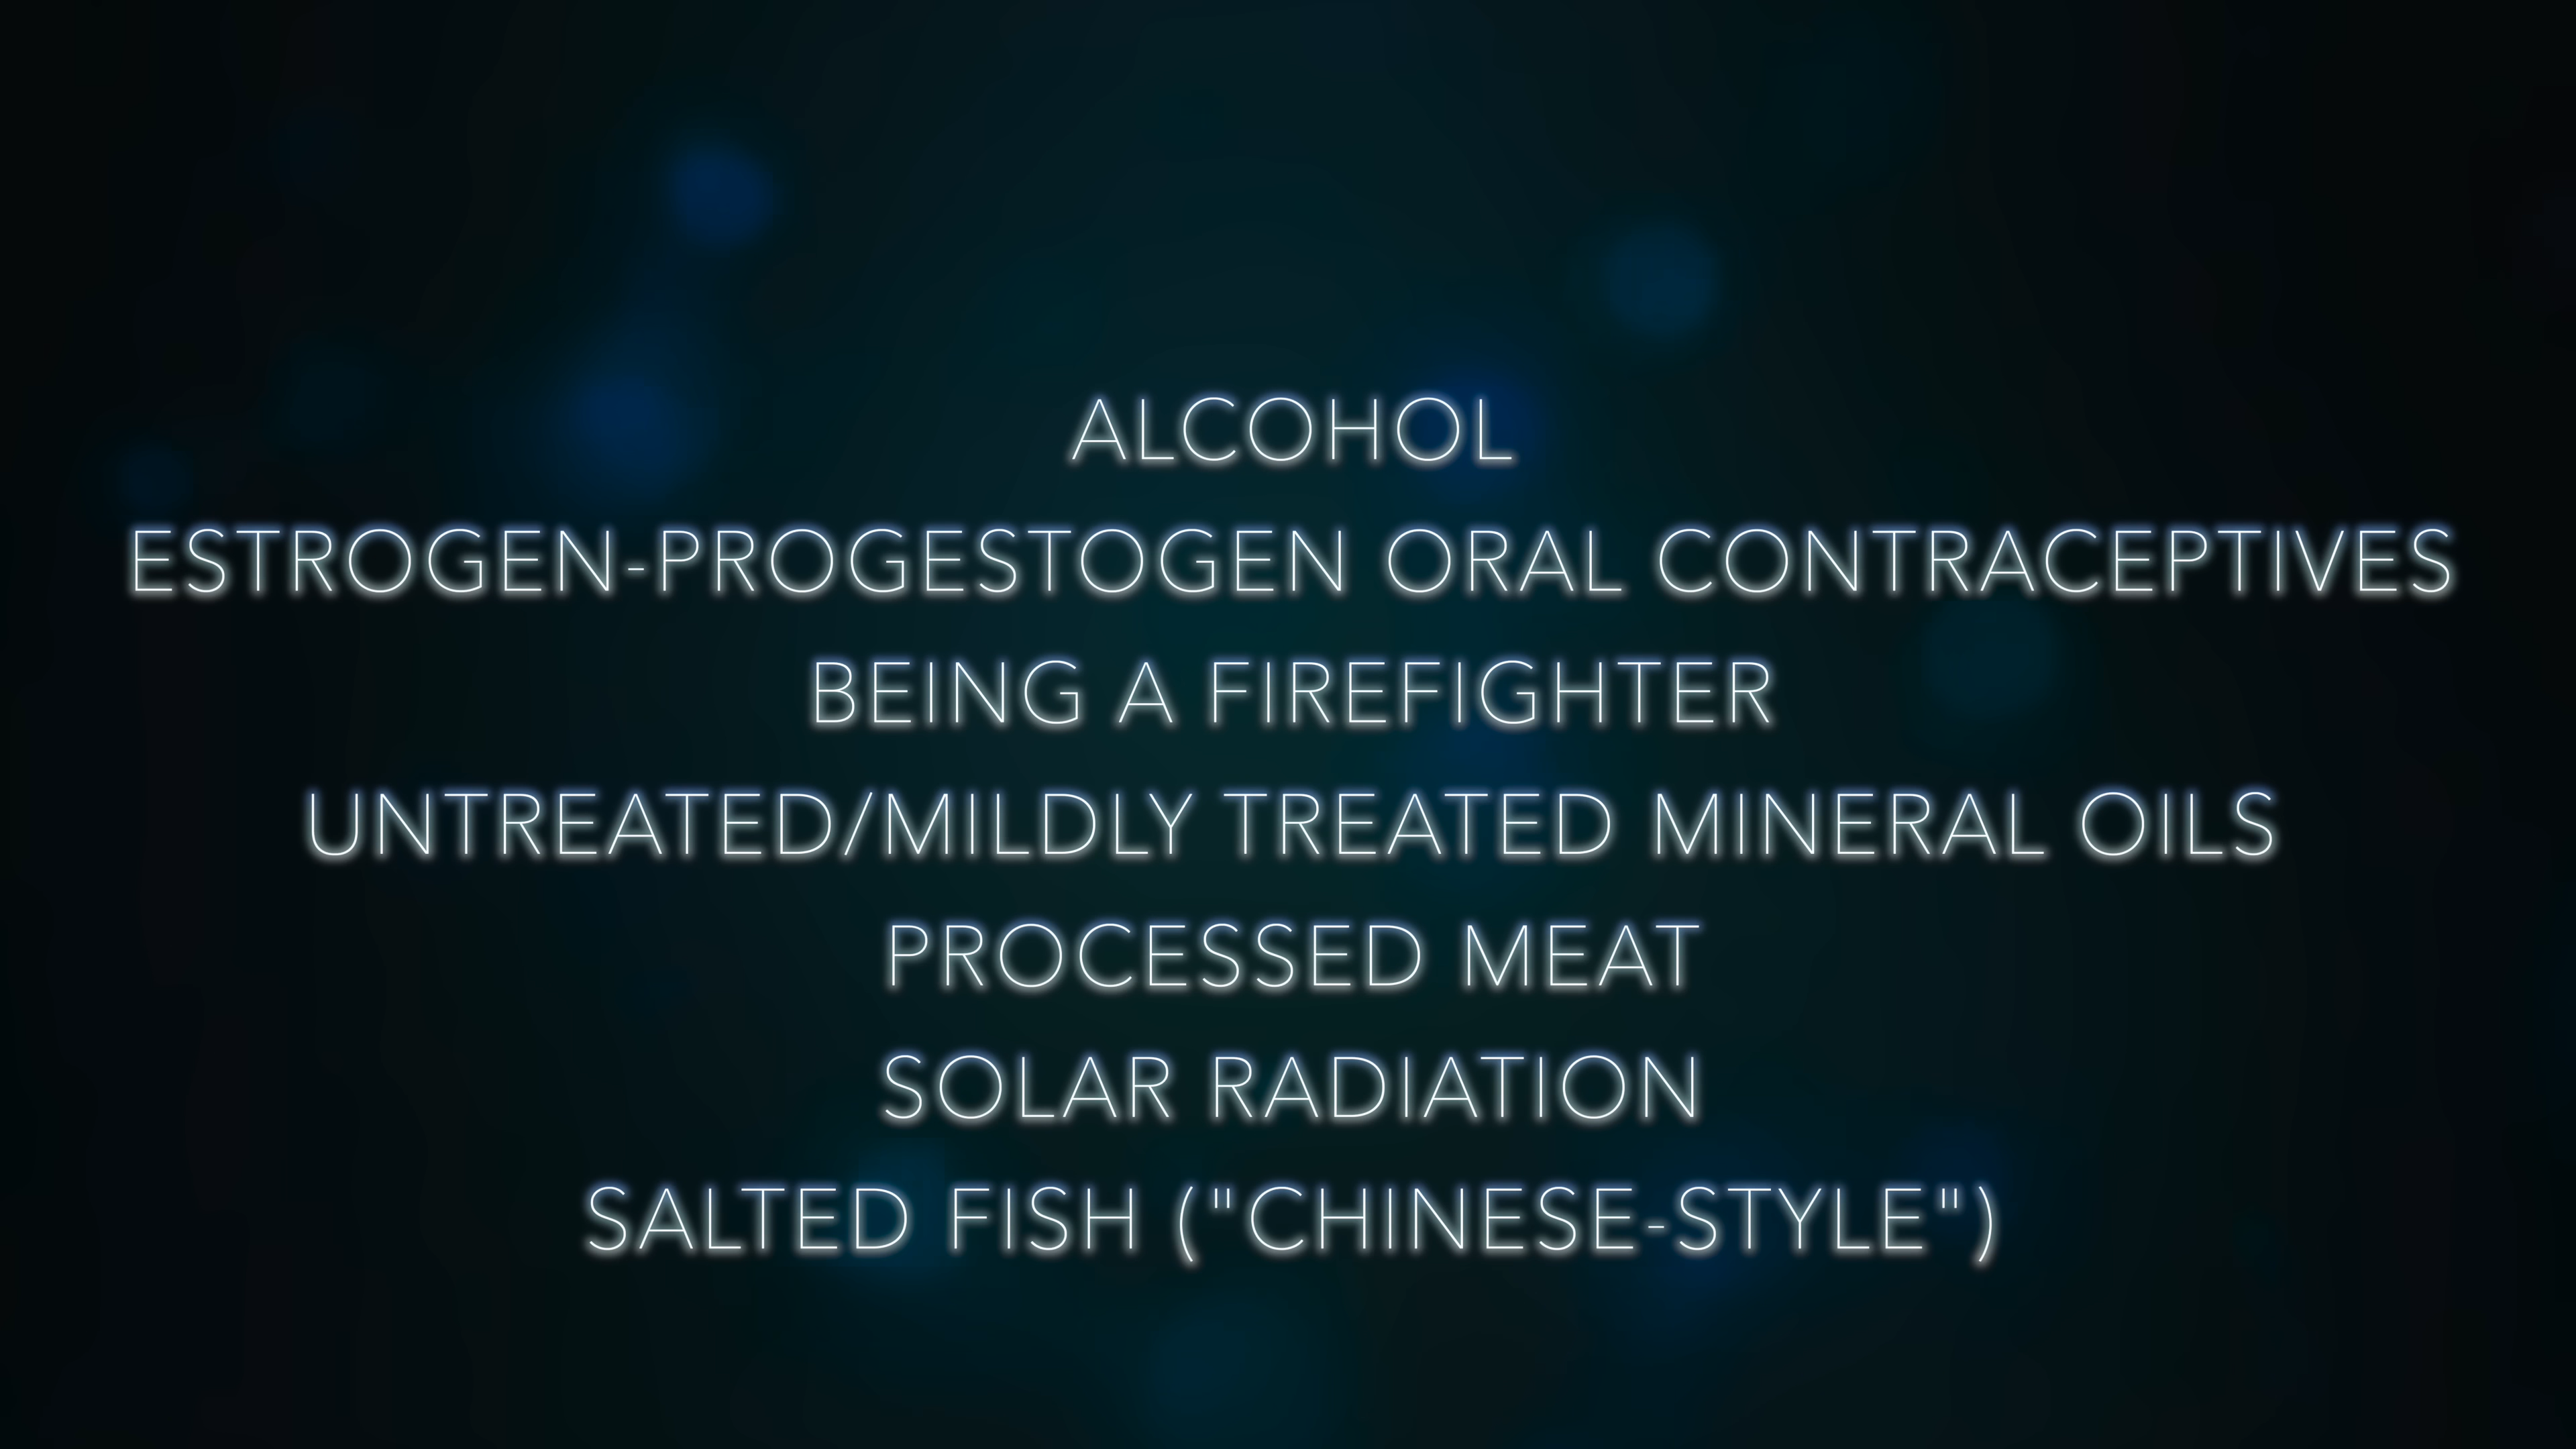 ALCOHOL
ESTROGEN-PROGESTOGEN ORAL CONTRACEPTIVES
BEING A FIREFIGHTER
UNTREATED/MILDLY TREATED MINERAL OILS
PROCESSED MEAT
SOLAR RADIATION
SALTED FISH ("CHINESE-STYLE")